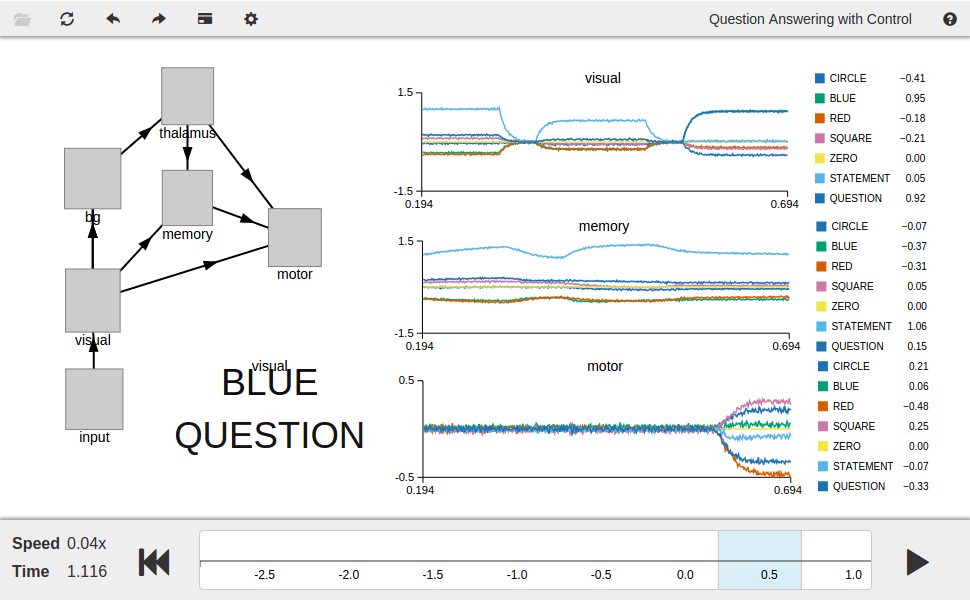 Question Answering with Control
thalamus
bg
memory
motor
visual
input
visual
BLUE
QUESTION
visual
1.5
-1.5
0.194
0.694
CIRCLE −0.41
BLUE 0.95
RED −0.18
SQUARE −0.21
ZERO 0.00
STATEMENT 0.05
QUESTION 0.92
memory
1.5
-1.5
0.194
0.694
CIRCLE −0.07
BLUE −0.37
RED −0.31
SQUARE 0.05
ZERO 0.00
STATEMENT 1.06
QUESTION 0.15
motor
0.5
-0.5
0.194
0.694
CIRCLE 0.21
BLUE 0.06
RED −0.48
SQUARE 0.25
ZERO 0.00
STATEMENT −0.07
QUESTION −0.33
Speed 0.04x
Time 1.116
-2.5 -2.0 -1.5 -1.0 -0.5 0.0 0.5 1.0